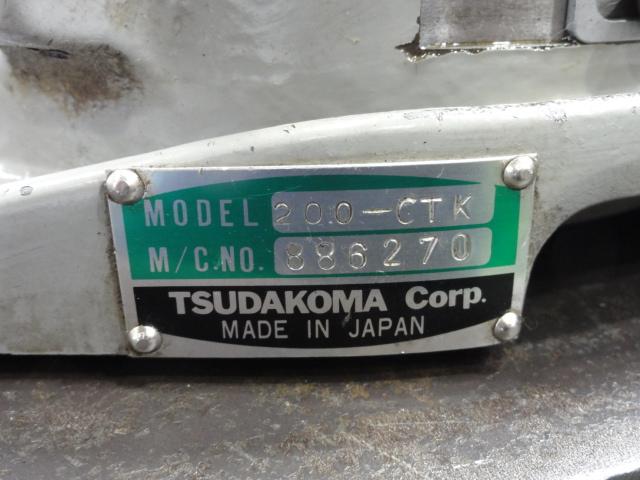 MODEL 200-CTK
M/C.NO. 886270
TSUDAKOMA Corp.
MADE IN JAPAN